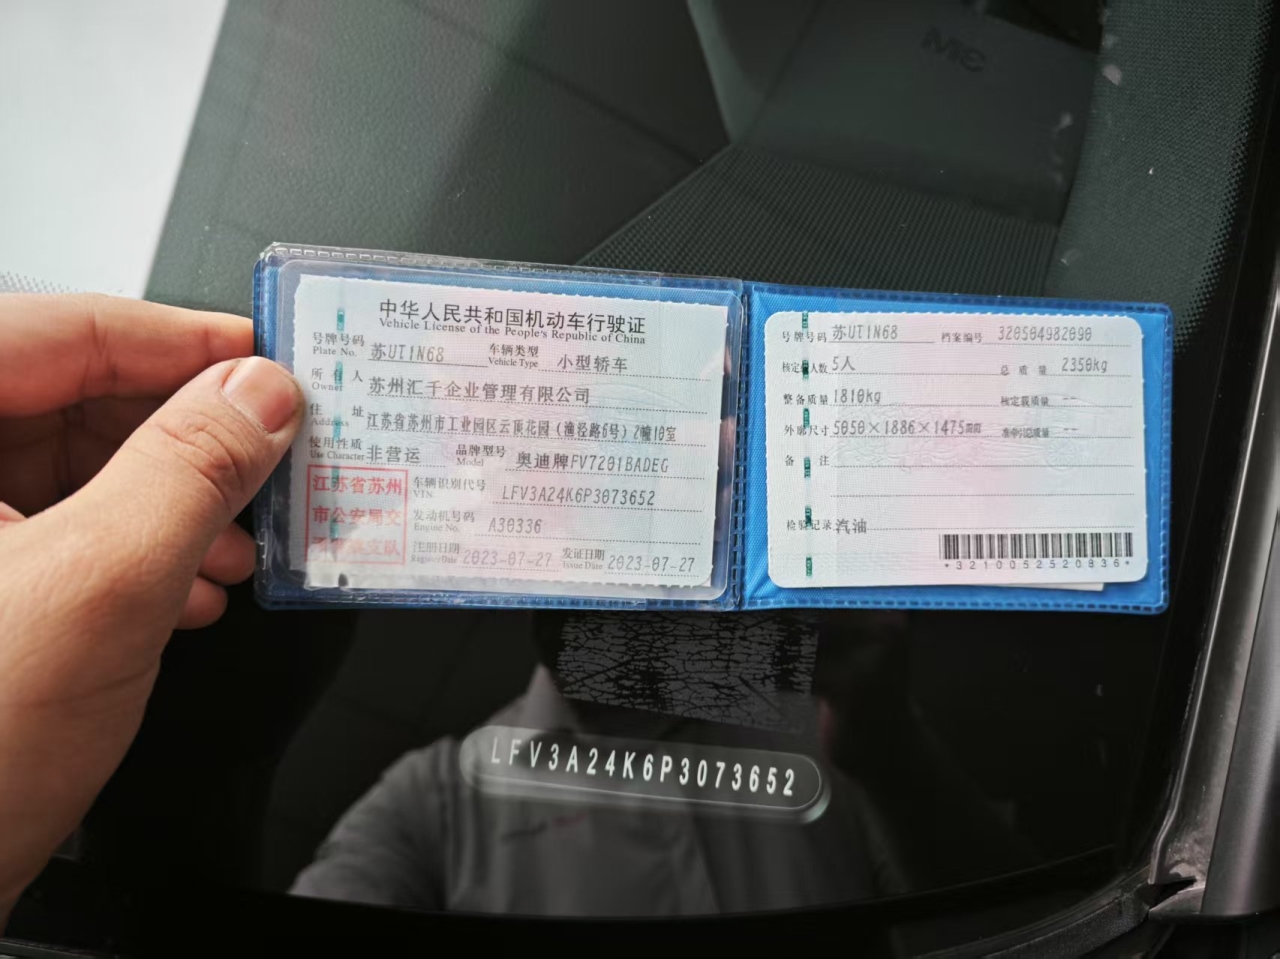 中华人民共和国机动车行驶证
Vehicle License of the People's Republic of China
号牌号码 苏UT1N68 车辆类型 小型轿车
Plate No. Vehicle Type
所有人 苏州汇千企业管理有限公司
Owner
住址 江苏省苏州市工业园区云顶花园（潼泾路6号）2幢10室
Address
使用性质 非营运 品牌型号 奥迪牌FV7201BADEG
Use Character Model
江苏省苏州
市公安局交
车辆识别代号 LFV3A24K6P3073652
VIN
发动机号码 A30336
Engine No.
注册日期 2023-07-27 发证日期 2023-07-27
Register Date Issue Date
号牌号码 苏UT1N68 档案编号 320504982090
核定人数 5人 总质量 2350kg
整备质量 1810kg 核定载质量 --
外廓尺寸 5050×1886×1475mm 准牵引总质量 --
备注
检验记录 汽油
*3210052520836*
LFV3A24K6P3073652